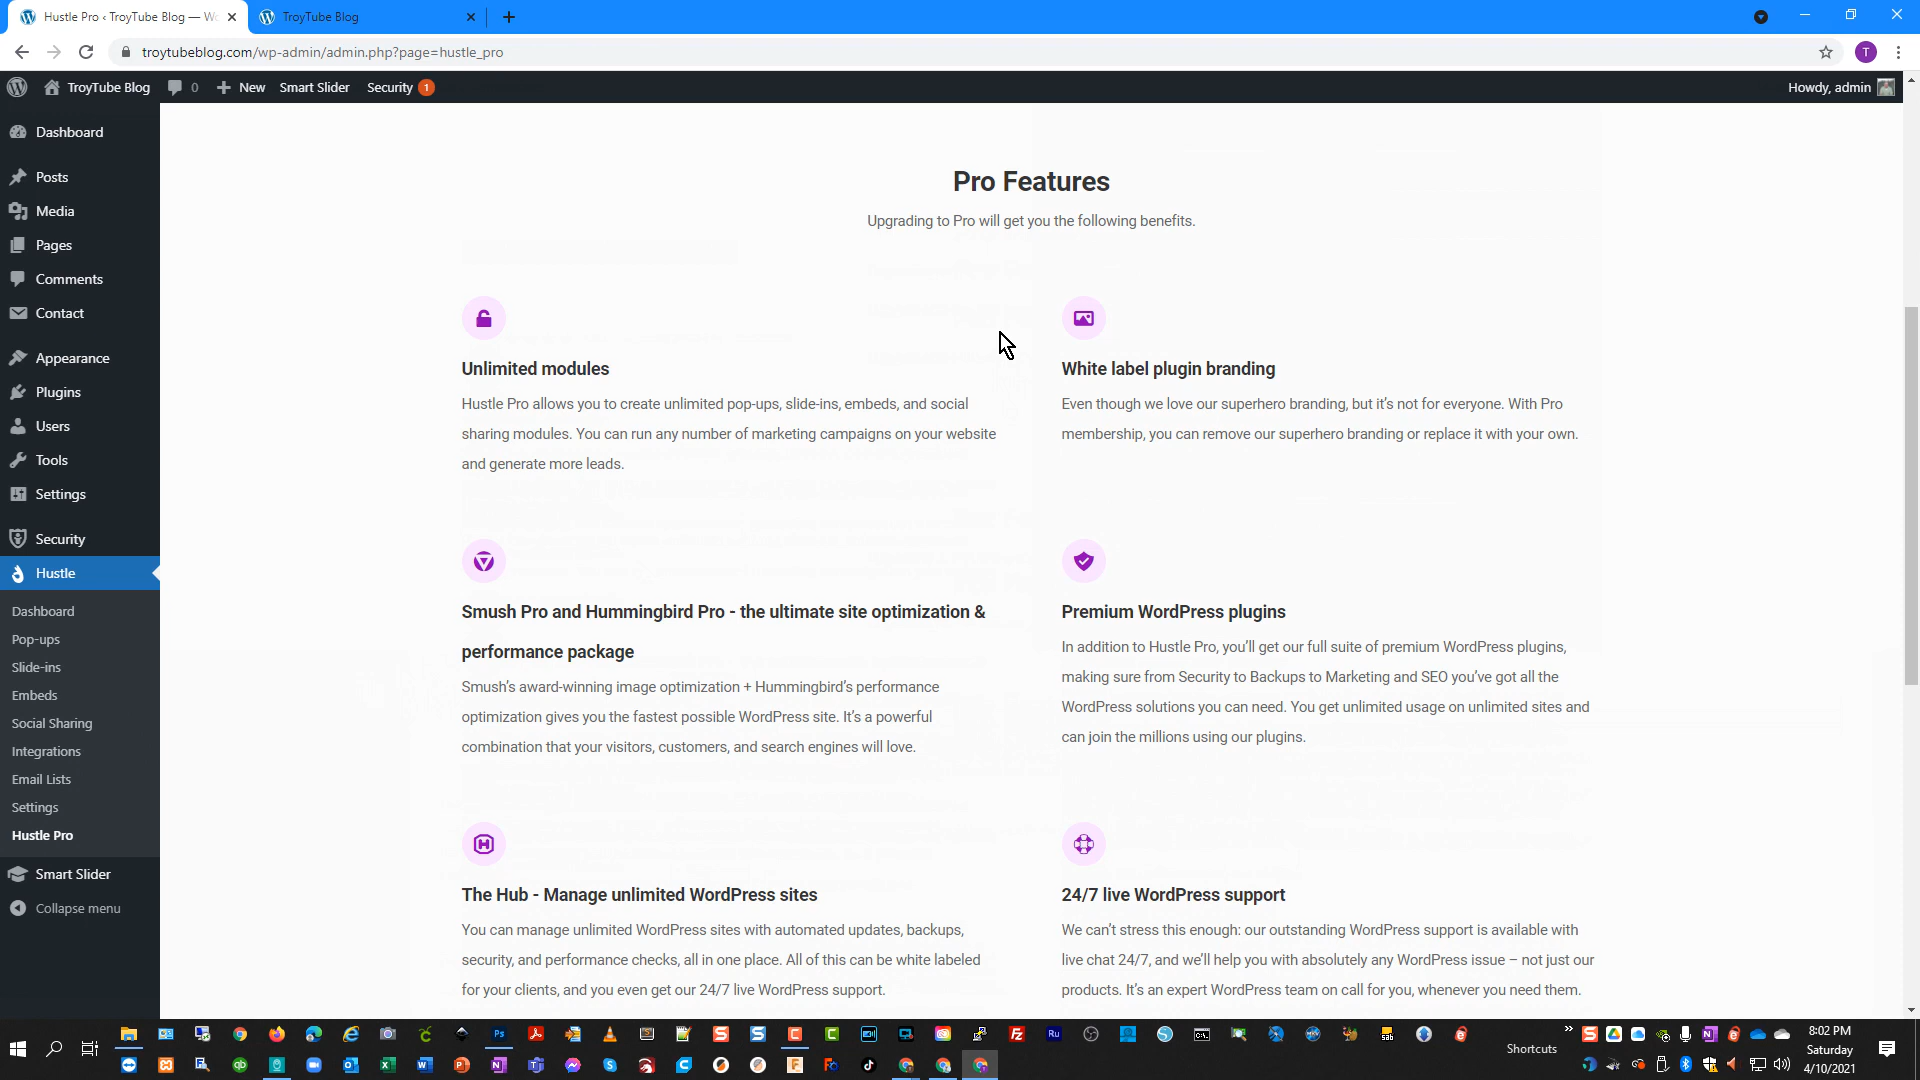 Hustle Pro ‹ TroyTube Blog — Wo
TroyTube Blog
troytubeblog.com/wp-admin/admin.php?page=hustle_pro
T
TroyTube Blog
0
New
Smart Slider
Security
1
Howdy, admin
Dashboard
Posts
Media
Pages
Comments
Contact
Appearance
Plugins
Users
Tools
Settings
Security
Hustle
Dashboard
Pop-ups
Slide-ins
Embeds
Social Sharing
Integrations
Email Lists
Settings
Hustle Pro
Smart Slider
Collapse menu
Pro Features
Upgrading to Pro will get you the following benefits.
Unlimited modules
Hustle Pro allows you to create unlimited pop-ups, slide-ins, embeds, and social
sharing modules. You can run any number of marketing campaigns on your website
and generate more leads.
White label plugin branding
Even though we love our superhero branding, but it's not for everyone. With Pro
membership, you can remove our superhero branding or replace it with your own.
Smush Pro and Hummingbird Pro - the ultimate site optimization &
performance package
Smush's award-winning image optimization + Hummingbird's performance
optimization gives you the fastest possible WordPress site. It's a powerful
combination that your visitors, customers, and search engines will love.
Premium WordPress plugins
In addition to Hustle Pro, you'll get our full suite of premium WordPress plugins,
making sure from Security to Backups to Marketing and SEO you've got all the
WordPress solutions you can need. You get unlimited usage on unlimited sites and
can join the millions using our plugins.
The Hub - Manage unlimited WordPress sites
You can manage unlimited WordPress sites with automated updates, backups,
security, and performance checks, all in one place. All of this can be white labeled
for your clients, and you even get our 24/7 live WordPress support.
24/7 live WordPress support
We can't stress this enough: our outstanding WordPress support is available with
live chat 24/7, and we'll help you with absolutely any WordPress issue – not just our
products. It's an expert WordPress team on call for you, whenever you need them.
Shortcuts
8:02 PM
Saturday
4/10/2021